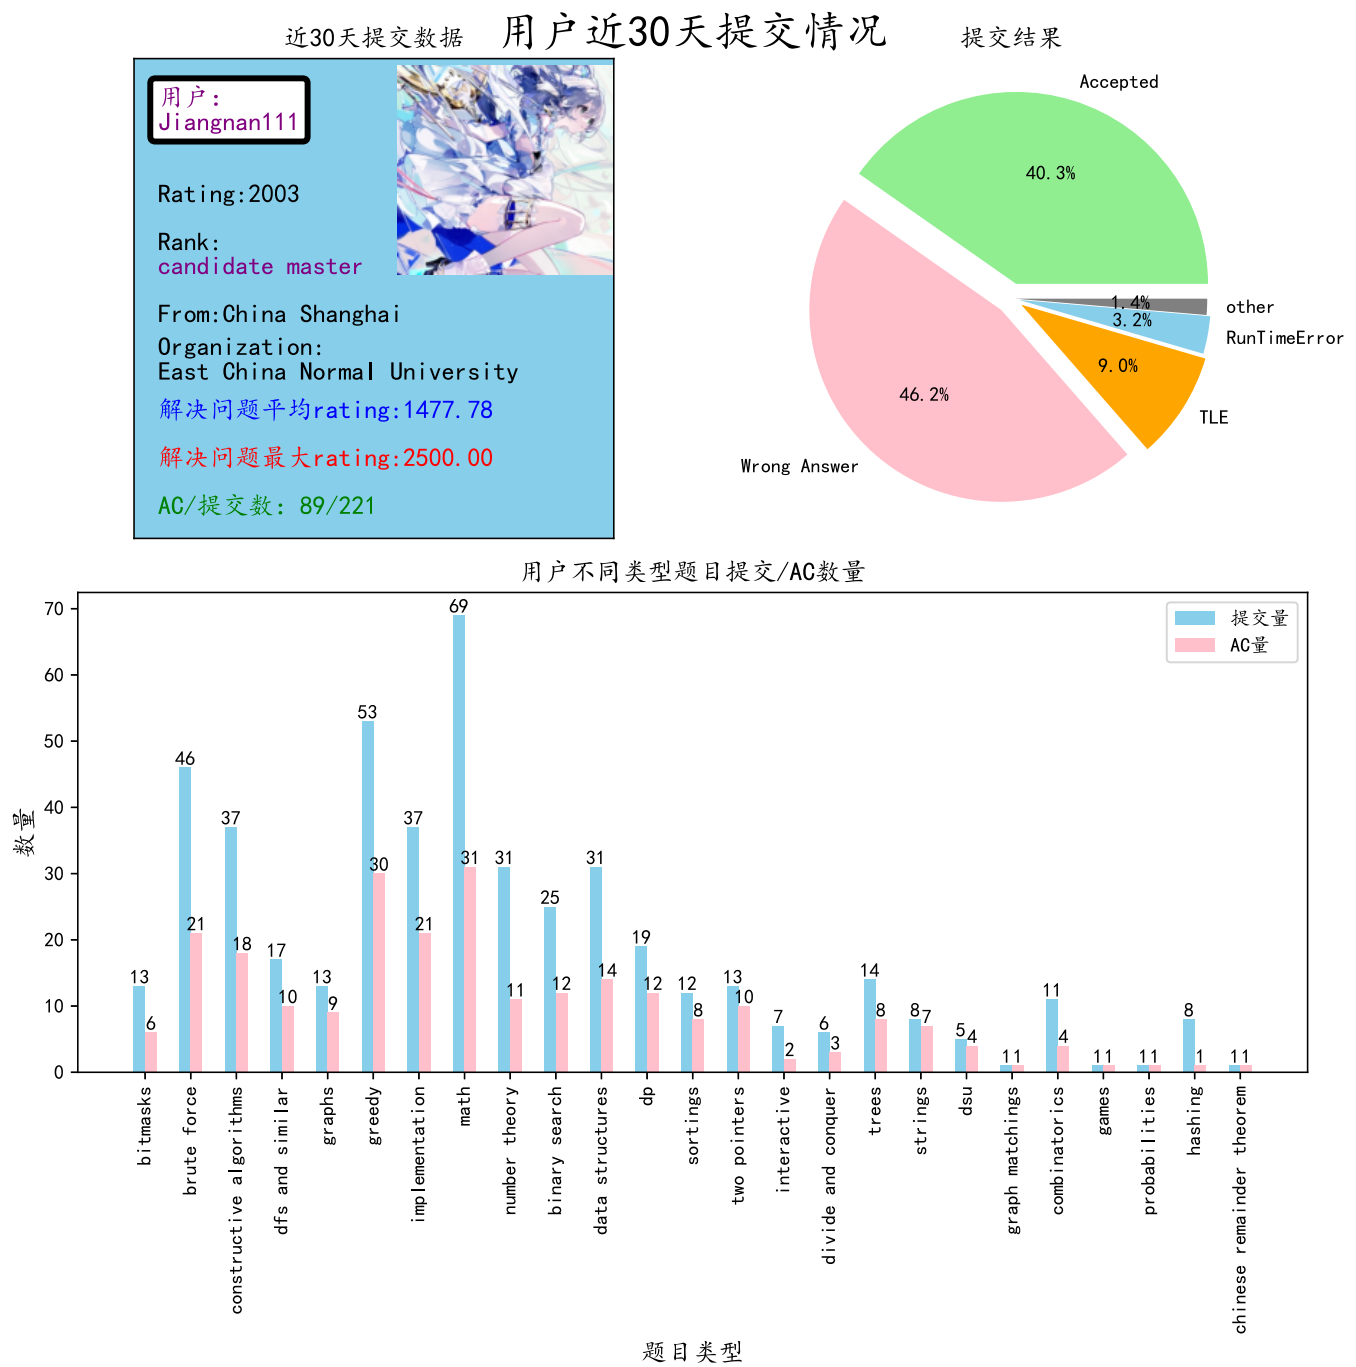 用户近30天提交情况
近30天提交数据
用户：
Jiangnan111
Rating:2003
Rank:
candidate master
From:China Shanghai
Organization:
East China Normal University
解决问题平均rating:1477.78
解决问题最大rating:2500.00
AC/提交数：89/221
提交结果
Accepted
40.3%
46.2%
Wrong Answer
9.0%
TLE
3.2%
RunTimeError
1.4%
other
用户不同类型题目提交/AC数量
提交量
AC量
数量
70
60
50
40
30
20
10
0
13
6
46
21
37
18
17
10
13
9
53
30
37
21
69
31
31
11
25
12
31
14
19
12
12
8
13
10
7
2
6
3
14
8
8
7
5
4
1
1
11
4
1
1
1
1
8
1
1
1
bitmasks
brute force
constructive algorithms
dfs and similar
graphs
greedy
implementation
math
number theory
binary search
data structures
dp
sortings
two pointers
interactive
divide and conquer
trees
strings
dsu
graph matchings
combinatorics
games
probabilities
hashing
chinese remainder theorem
题目类型